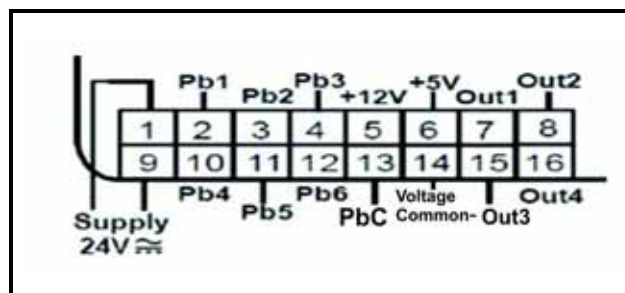 Pb1 Pb2 Pb3 +12V +5V Out1 Out2
1 2 3 4 5 6 7 8
9 10 11 12 13 14 15 16
Pb4 Pb5 Pb6 PbC Voltage Common- Out3 Out4
Supply
24V ⎓